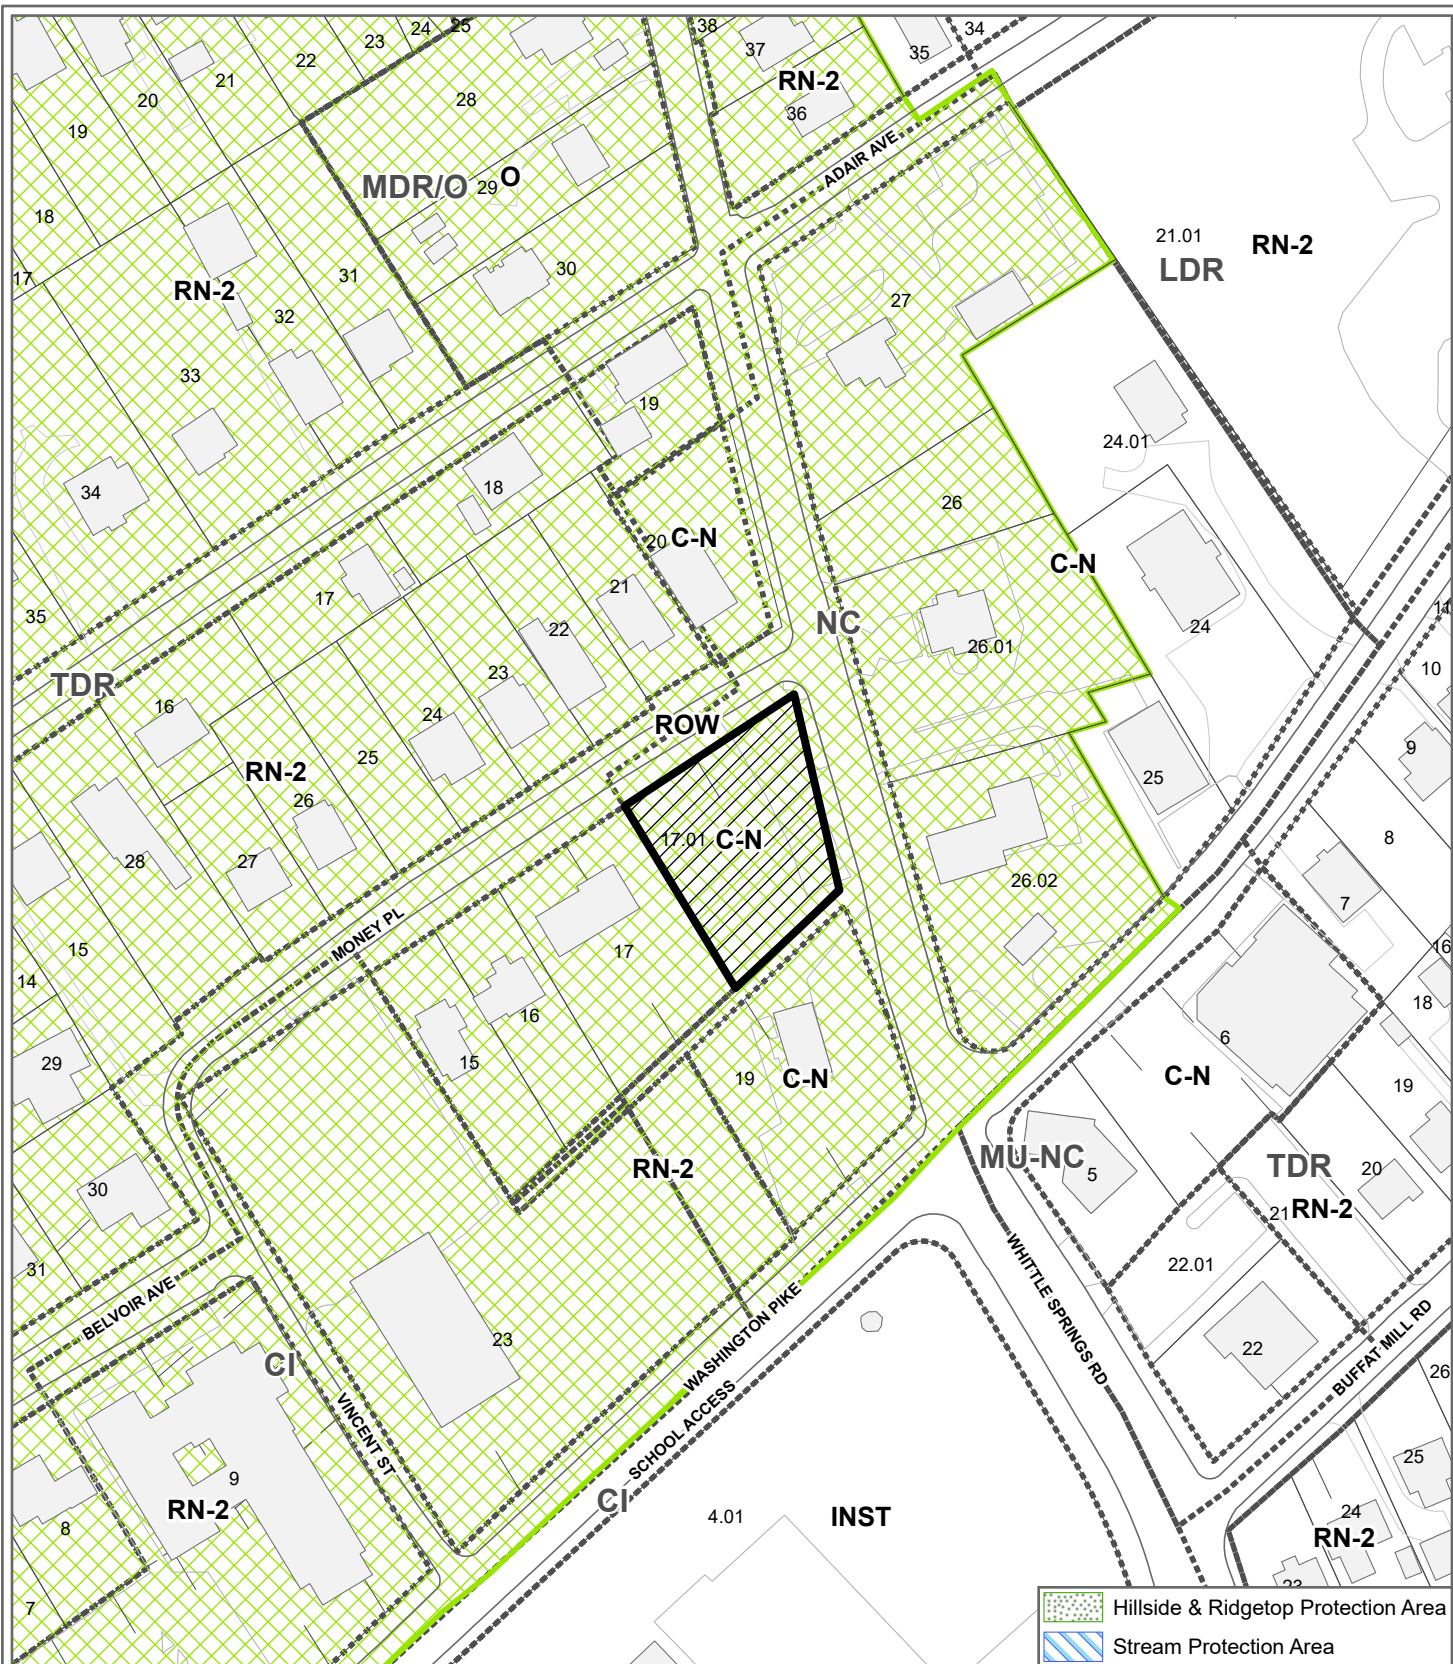 23
24
25
38
37
35
34
22
21
20
19
28
RN-2
36
ADAIR AVE
MDR/O
29
O
18
17
RN-2
31
32
30
33
27
21.01
RN-2
LDR
19
24.01
34
18
26
20
C-N
C-N
17
21
22
24
11
35
NC
26.01
TDR
16
23
24
ROW
10
9
25
RN-2
26
25
17.01
C-N
8
28
27
26.02
7
MONEY PL
15
14
17
16
16
18
6
29
15
19
C-N
C-N
19
RN-2
MU-NC
5
TDR
20
30
21
RN-2
31
22.01
BELVOIR AVE
WASHINGTON PIKE
WHITTLE SPRINGS RD
23
22
BUFFAT MILL RD
CI
SCHOOL ACCESS
26
VINCENT ST
25
9
RN-2
CI
4.01
INST
24
RN-2
8
23
7
Hillside & Ridgetop Protection Area
Stream Protection Area